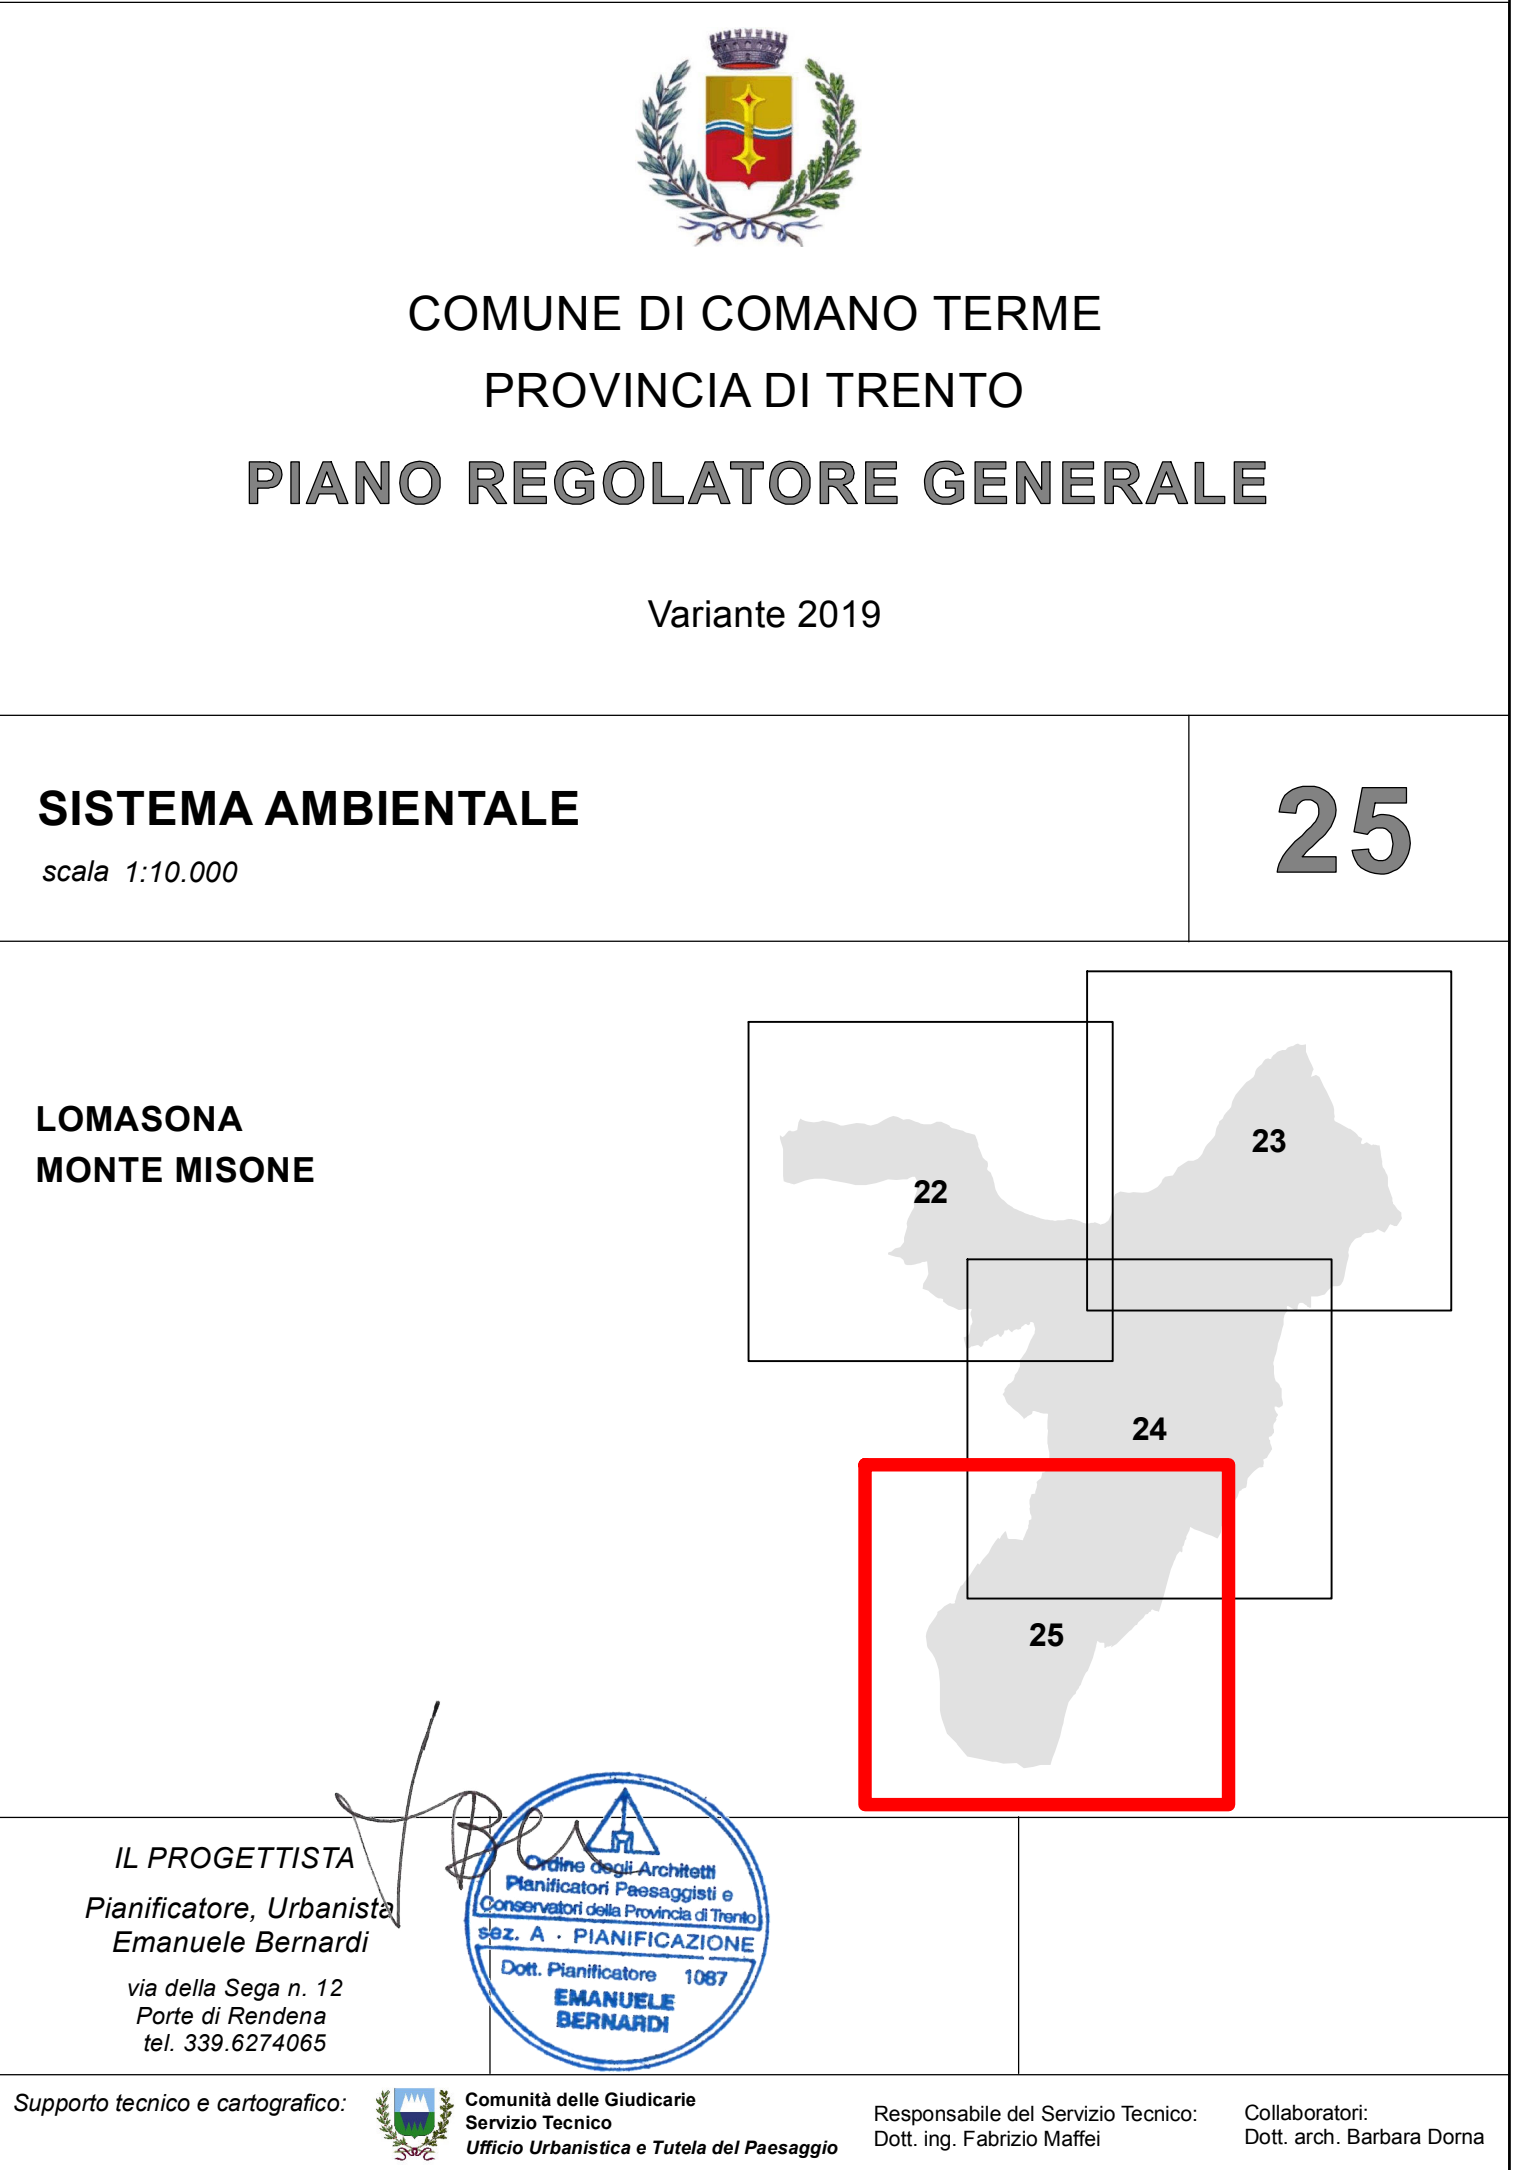 COMUNE DI COMANO TERME
PROVINCIA DI TRENTO
PIANO REGOLATORE GENERALE
Variante 2019
SISTEMA AMBIENTALE
scala 1:10.000
25
LOMASONA
MONTE MISONE
22
23
24
25
IL PROGETTISTA
Pianificatore, Urbanista
Emanuele Bernardi
via della Sega n. 12
Porte di Rendena
tel. 339.6274065
Ordine degli Architetti
Pianificatori Paesaggisti e
Conservatori della Provincia di Trento
sez. A · PIANIFICAZIONE
Dott. Pianificatore 1087
EMANUELE
BERNARDI
Supporto tecnico e cartografico:
Comunità delle Giudicarie
Servizio Tecnico
Ufficio Urbanistica e Tutela del Paesaggio
Responsabile del Servizio Tecnico:
Dott. ing. Fabrizio Maffei
Collaboratori:
Dott. arch. Barbara Dorna